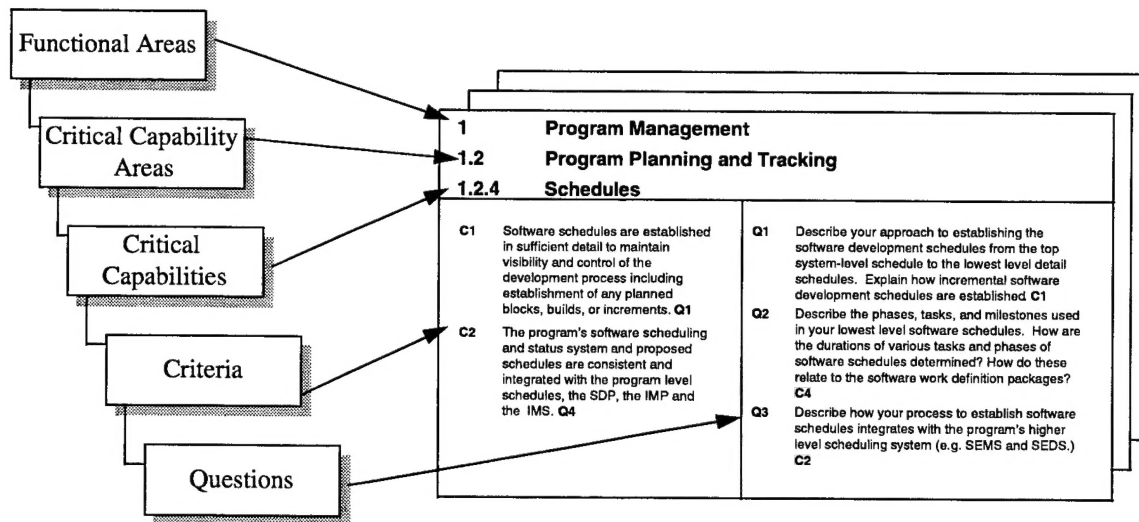 Functional Areas
Critical Capability
Areas
Critical
Capabilities
Criteria
Questions
1 Program Management
1.2 Program Planning and Tracking
1.2.4 Schedules
C1 Software schedules are established
in sufficient detail to maintain
visibility and control of the
development process including
establishment of any planned
blocks, builds, or increments. Q1
C2 The program's software scheduling
and status system and proposed
schedules are consistent and
integrated with the program level
schedules, the SDP, the IMP and
the IMS. Q4
Q1 Describe your approach to establishing the
software development schedules from the top
system-level schedule to the lowest level detail
schedules. Explain how incremental software
development schedules are established C1
Q2 Describe the phases, tasks, and milestones used
in your lowest level software schedules. How are
the durations of various tasks and phases of
software schedules determined? How do these
relate to the software work definition packages?
C4
Q3 Describe how your process to establish software
schedules integrates with the program's higher
level scheduling system (e.g. SEMS and SEDS.)
C2